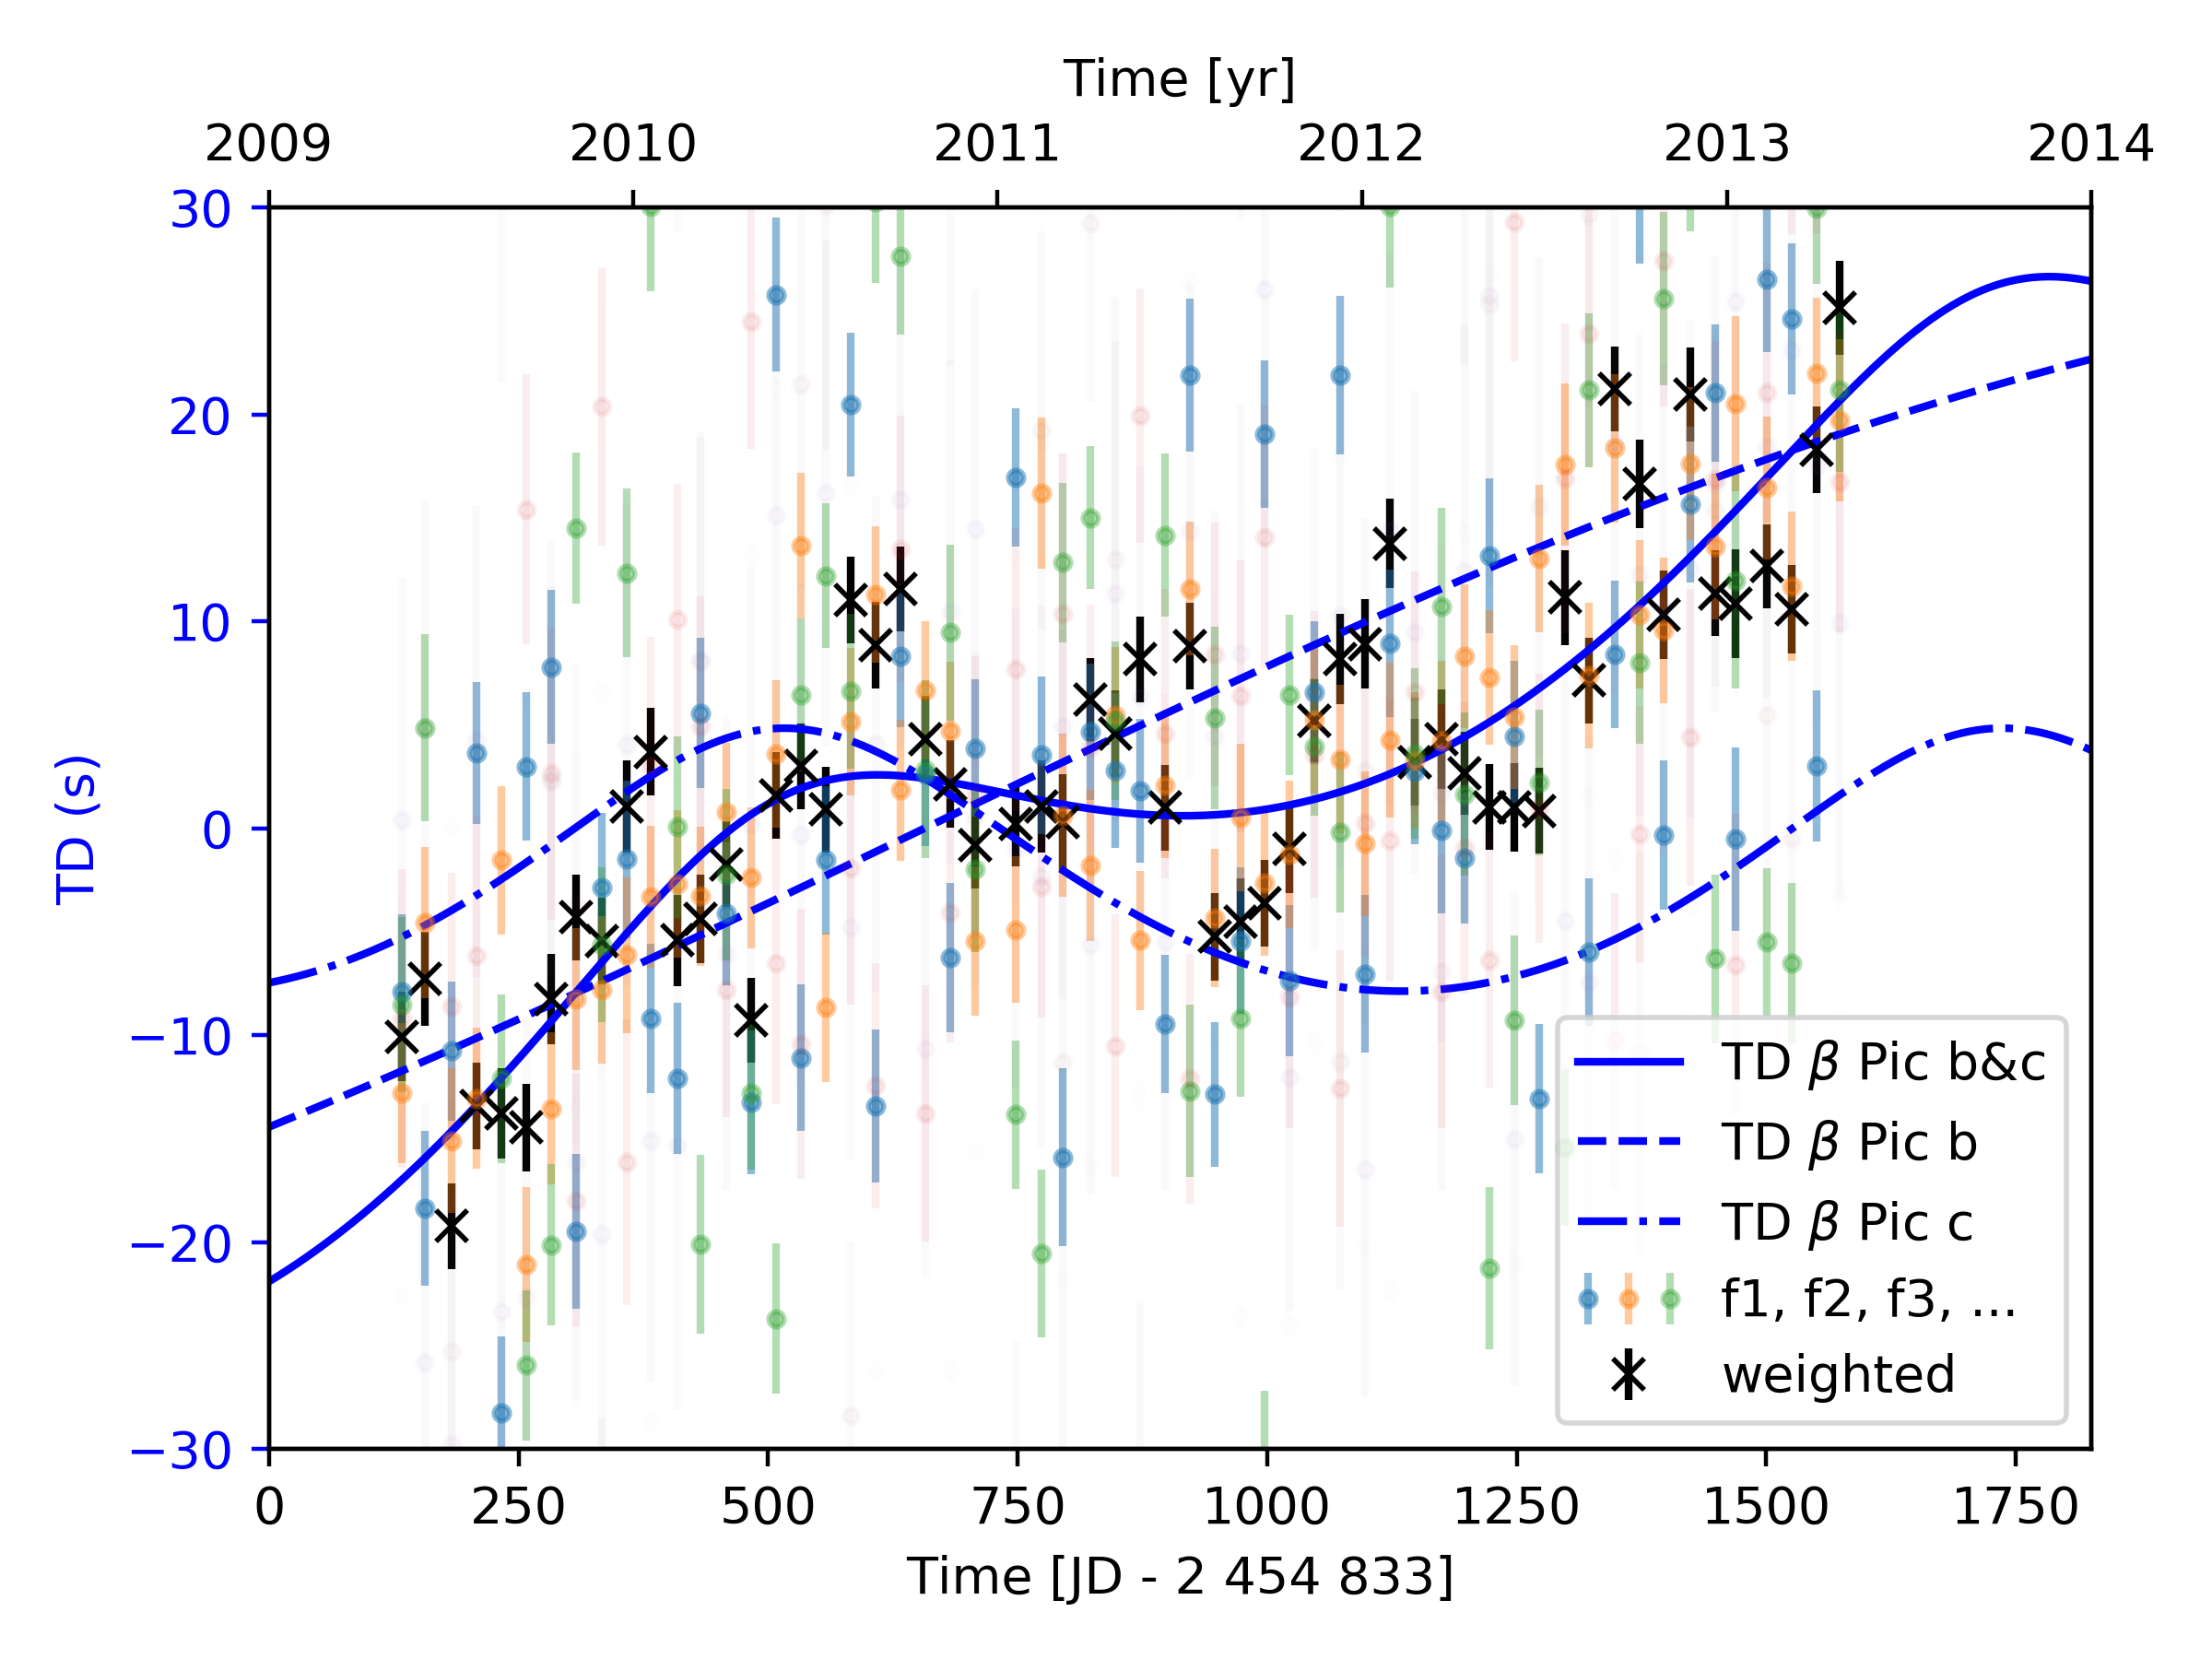 Time [yr]
2009 2010 2011 2012 2013 2014
30
20
10
0
−10
−20
−30
TD (s)
TD β Pic b&c
TD β Pic b
TD β Pic c
f1, f2, f3, ...
weighted
0 250 500 750 1000 1250 1500 1750
Time [JD - 2 454 833]